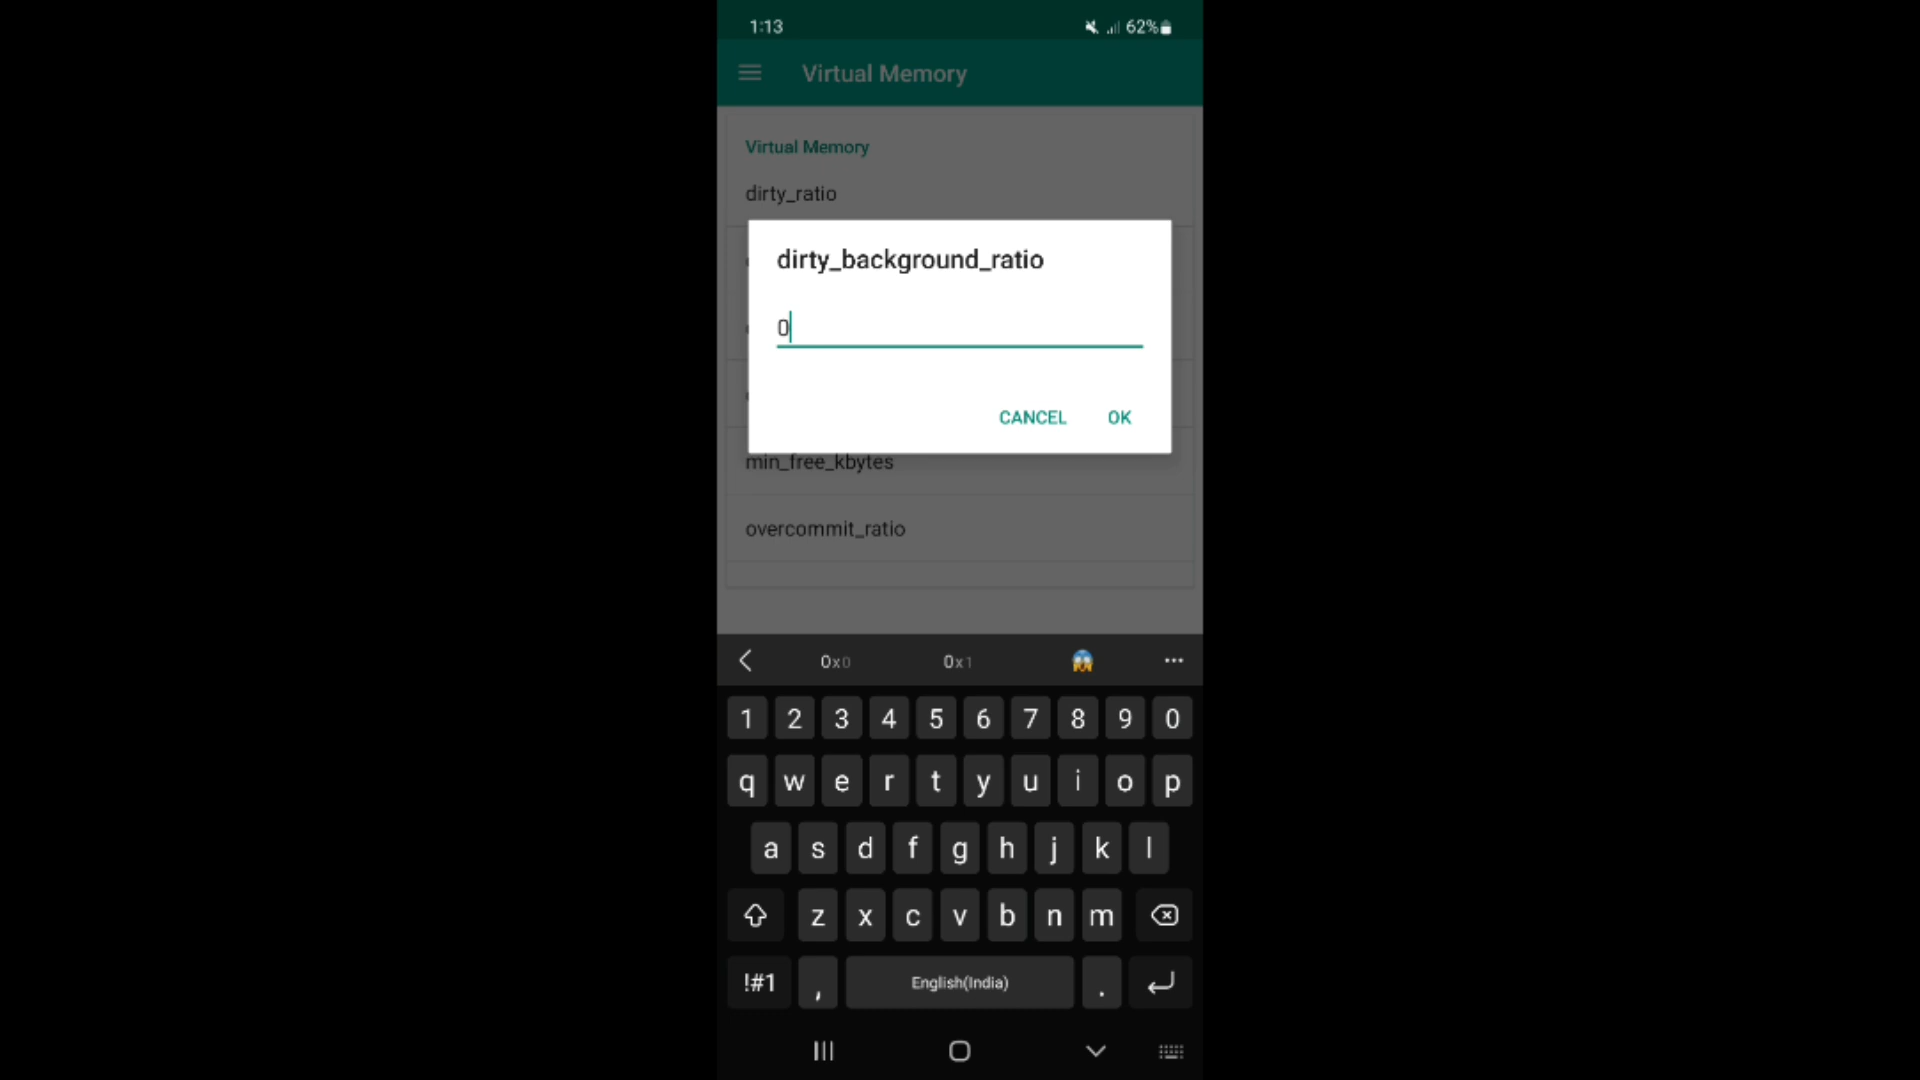 1:13 62%
Virtual Memory
Virtual Memory
dirty_ratio
dirty_background_ratio
0
CANCEL OK
min_free_kbytes
overcommit_ratio
0x0 0x1
1 2 3 4 5 6 7 8 9 0
q w e r t y u i o p
a s d f g h j k l
z x c v b n m
!#1 , English(India) .